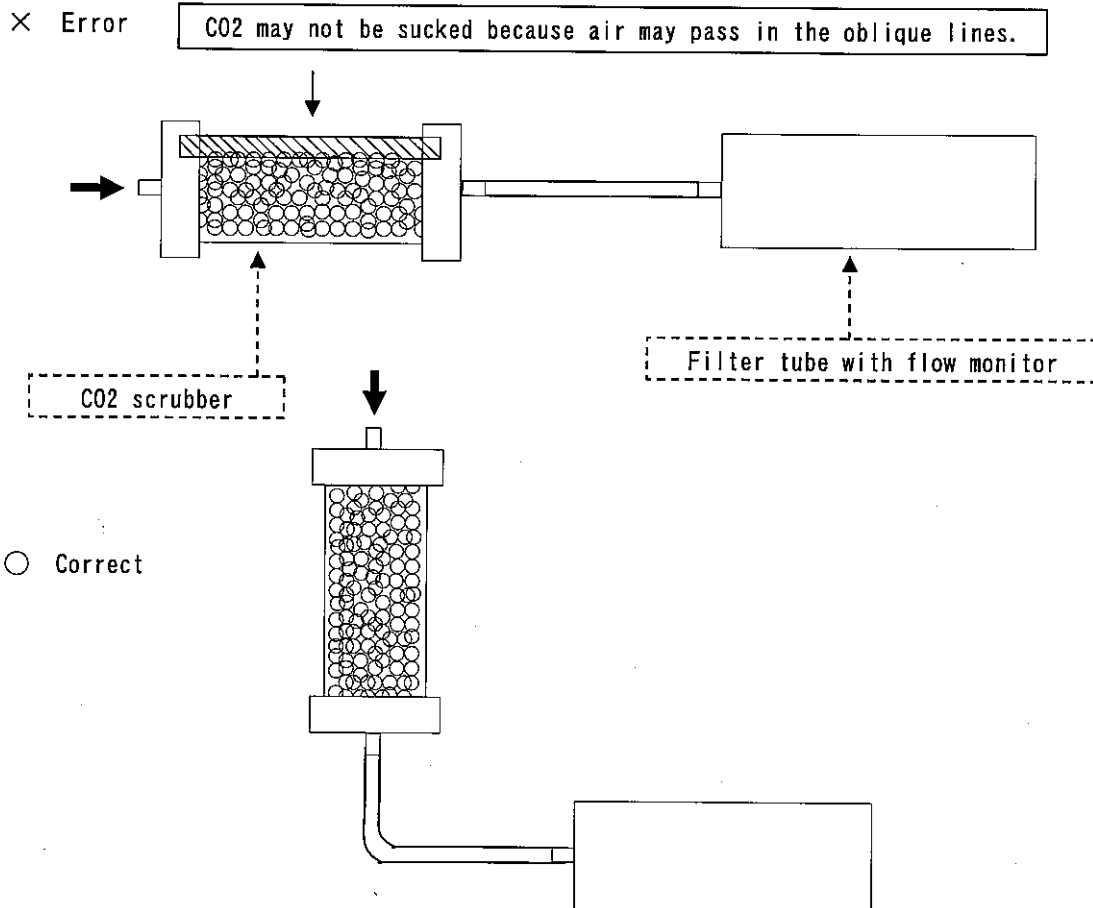 × Error
CO2 may not be sucked because air may pass in the oblique lines.
CO2 scrubber
Filter tube with flow monitor
○ Correct